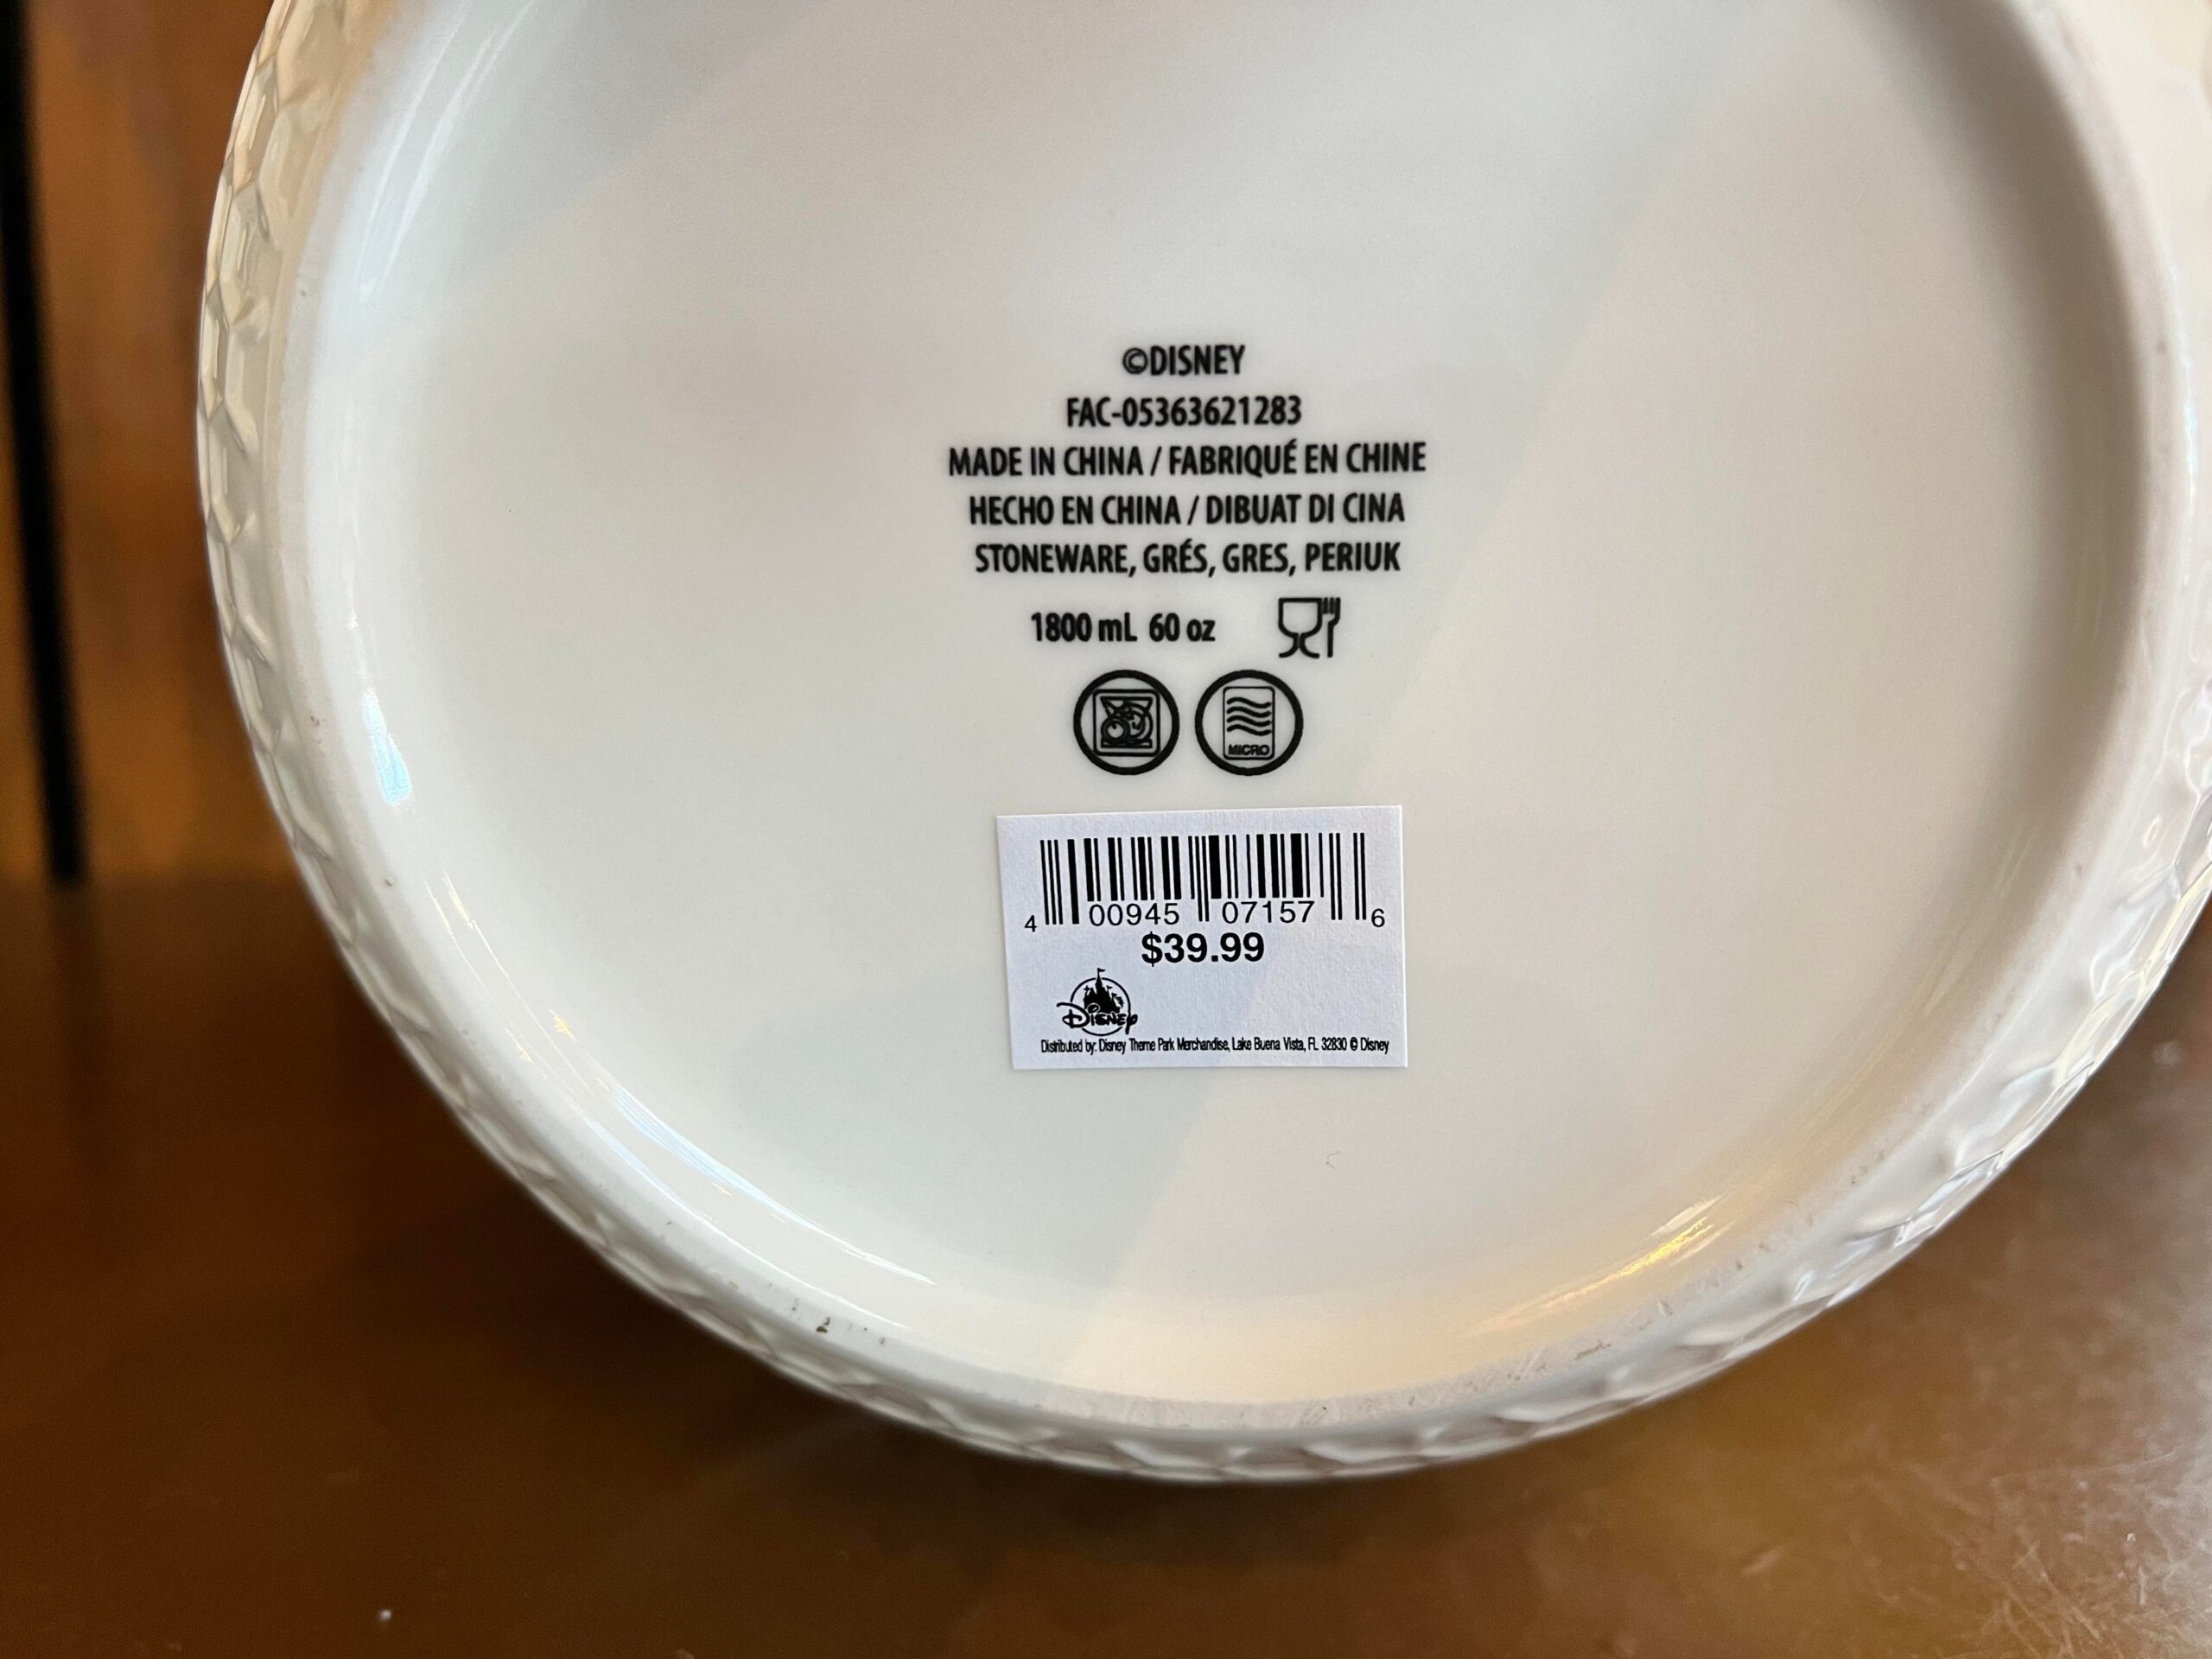 ©DISNEY
FAC-05363621283
MADE IN CHINA / FABRIQUÉ EN CHINE
HECHO EN CHINA / DIBUAT DI CINA
STONEWARE, GRÉS, GRES, PERIUK
1800 mL 60 oz
MICRO
4 00945 07157 6
$39.99
Disney
Distributed by: Disney Theme Park Merchandise, Lake Buena Vista, FL 32830 © Disney